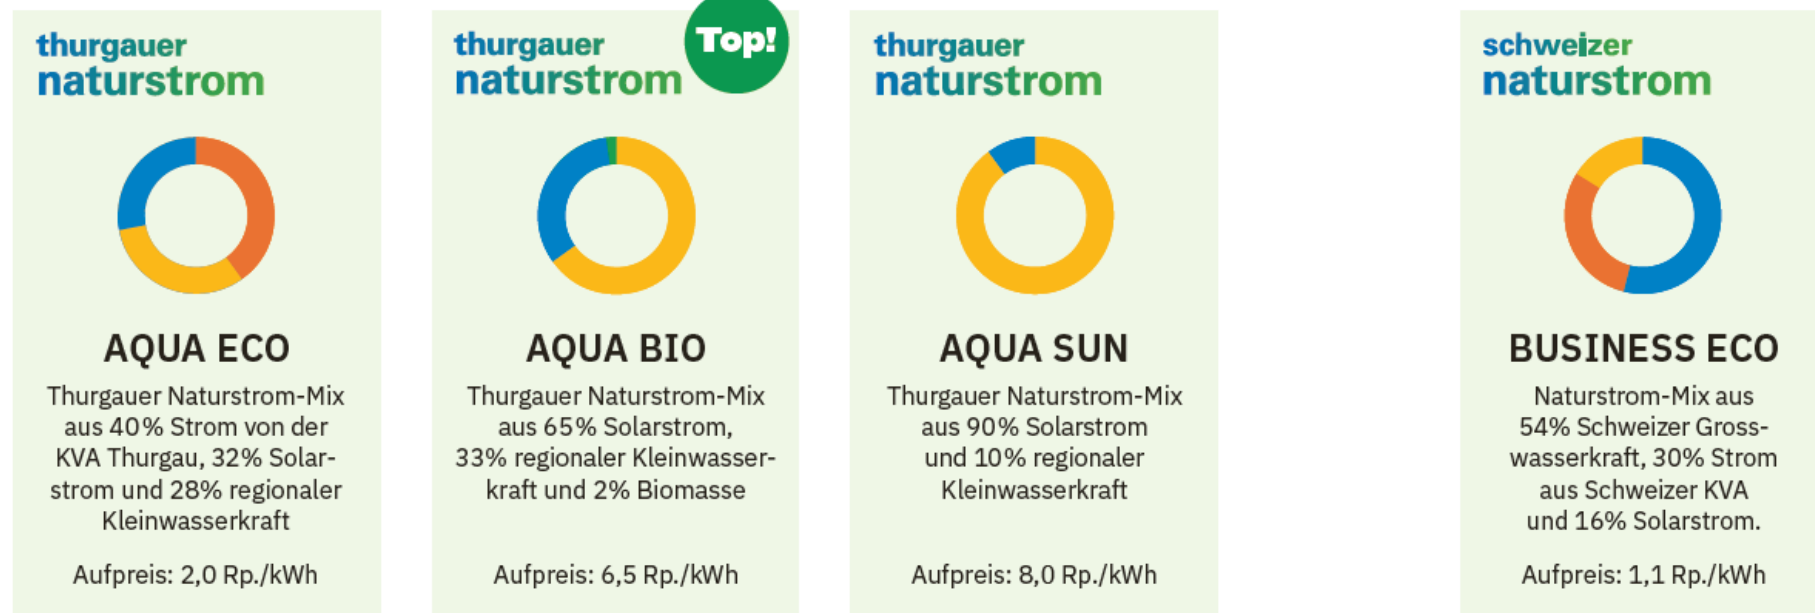 thurgauer
naturstrom
AQUA ECO
Thurgauer Naturstrom-Mix
aus 40% Strom von der
KVA Thurgau, 32% Solar-
strom und 28% regionaler
Kleinwasserkraft
Aufpreis: 2,0 Rp./kWh
thurgauer
naturstrom
Top!
AQUA BIO
Thurgauer Naturstrom-Mix
aus 65% Solarstrom,
33% regionaler Kleinwasser-
kraft und 2% Biomasse
Aufpreis: 6,5 Rp./kWh
thurgauer
naturstrom
AQUA SUN
Thurgauer Naturstrom-Mix
aus 90% Solarstrom
und 10% regionaler
Kleinwasserkraft
Aufpreis: 8,0 Rp./kWh
schweizer
naturstrom
BUSINESS ECO
Naturstrom-Mix aus
54% Schweizer Gross-
wasserkraft, 30% Strom
aus Schweizer KVA
und 16% Solarstrom.
Aufpreis: 1,1 Rp./kWh